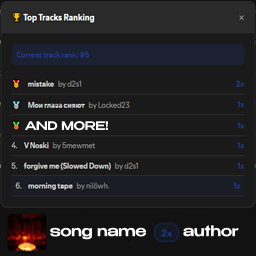 Top Tracks Ranking ×
Current track rank: #6
mistake by d2s1 2x
Мои глаза сияют by Locked23 1x
AND MORE! 1x
4. V Noski by 5mewmet 1x
5. forgive me (Slowed Down) by d2s1 1x
6. morning tape by nilöwh. 1x
song name 2x author